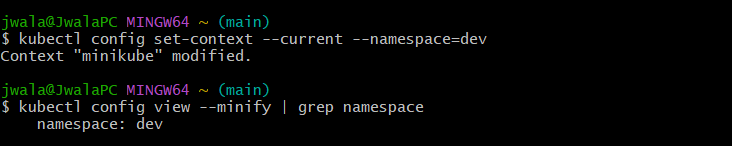 jwala@JwalaPC MINGW64 ~ (main)
$ kubectl config set-context --current --namespace=dev
Context "minikube" modified.
jwala@JwalaPC MINGW64 ~ (main)
$ kubectl config view --minify | grep namespace
    namespace: dev